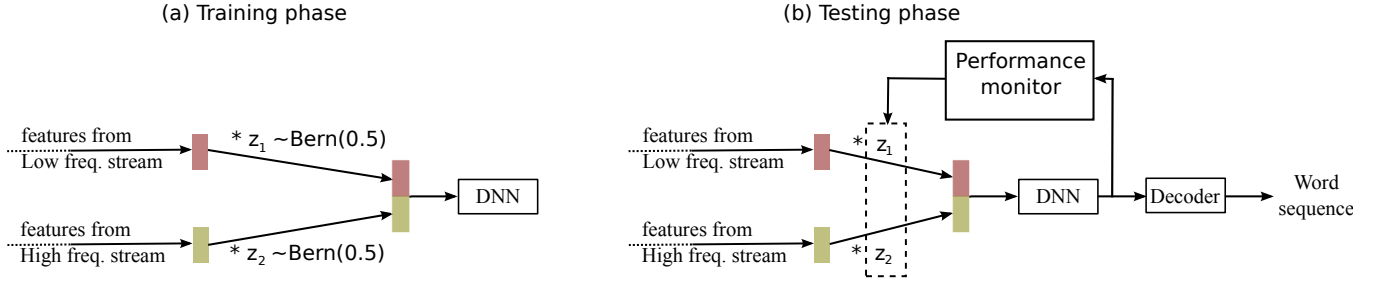 (a) Training phase
features from
Low freq. stream
* z1 ~Bern(0.5)
features from
High freq. stream
* z2 ~Bern(0.5)
DNN
(b) Testing phase
Performance
monitor
features from
Low freq. stream
* z1
features from
High freq. stream
* z2
DNN
Decoder
Word
sequence